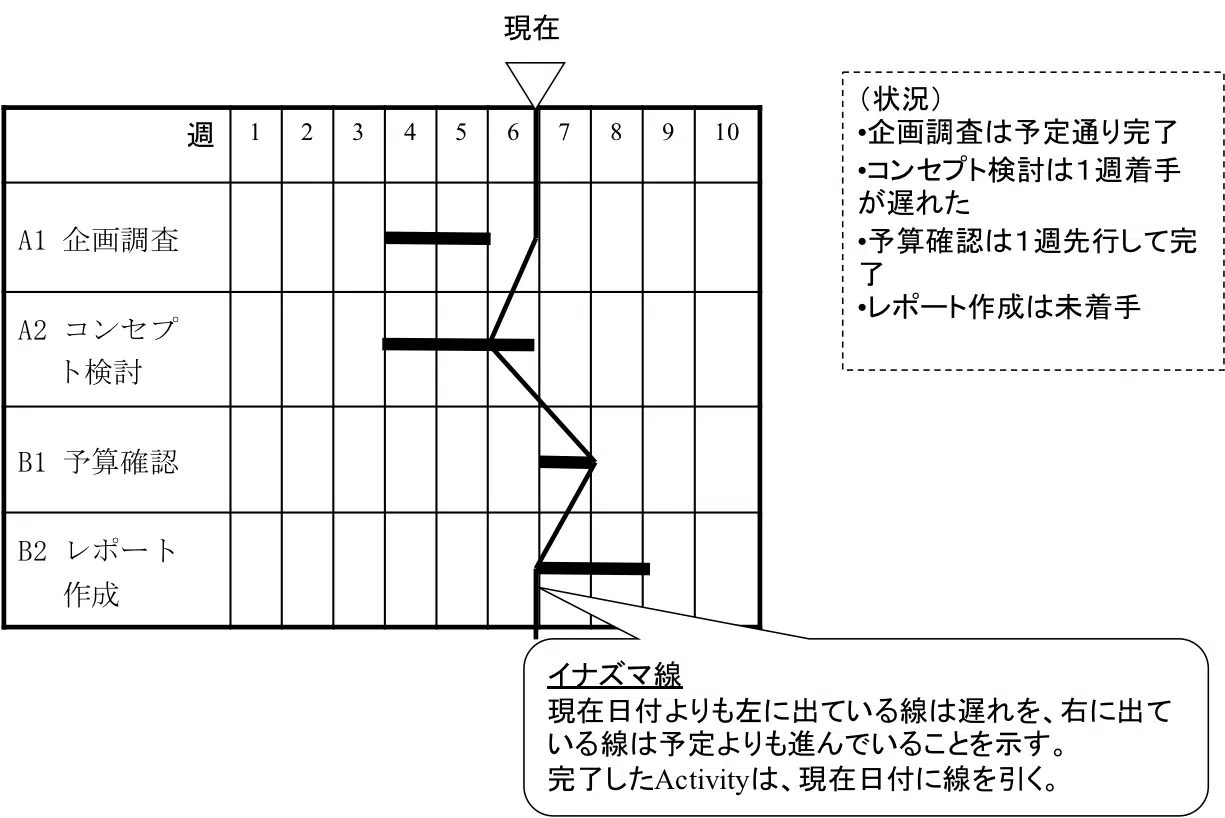 現在
週 1 2 3 4 5 6 7 8 9 10
A1 企画調査
A2 コンセプ
ト検討
B1 予算確認
B2 レポート
作成
（状況）
•企画調査は予定通り完了
•コンセプト検討は１週着手
が遅れた
•予算確認は１週先行して完
了
•レポート作成は未着手
イナズマ線
現在日付よりも左に出ている線は遅れを、右に出て
いる線は予定よりも進んでいることを示す。
完了したActivityは、現在日付に線を引く。